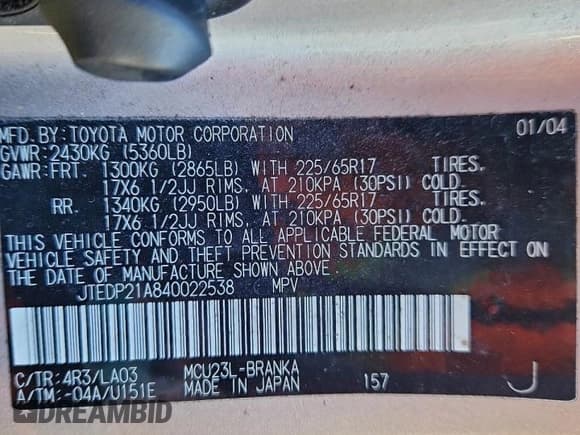 MFD.BY:TOYOTA MOTOR CORPORATION 01/04
GVWR:2430KG (5360LB)
GAWR:FRT. 1300KG (2865LB) WITH 225/65R17 TIRES,
17X6 1/2JJ RIMS, AT 210KPA (30PSI) COLD.
RR. 1340KG (2950LB) WITH 225/65R17 TIRES,
17X6 1/2JJ RIMS, AT 210KPA (30PSI) COLD.
THIS VEHICLE CONFORMS TO ALL APPLICABLE FEDERAL MOTOR
VEHICLE SAFETY AND THEFT PREVENTION STANDARDS IN EFFECT ON
THE DATE OF MANUFACTURE SHOWN ABOVE.
JTEDP21A840022538 MPV
C/TR:4R3/LA03 MCU23L-BRANKA
A/TM:-04A/U151E MADE IN JAPAN 157 J
DREAMBID